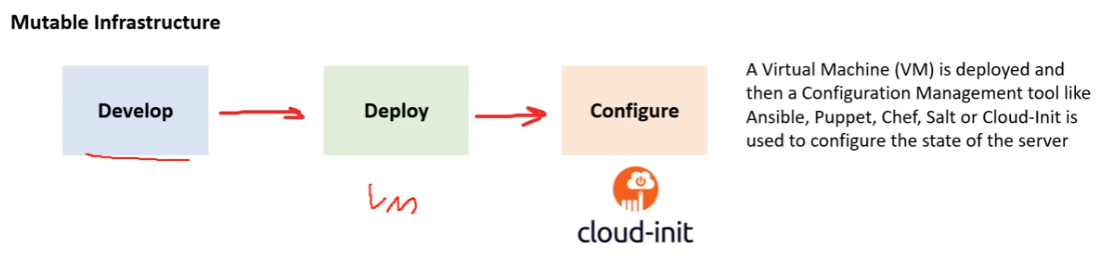 Mutable Infrastructure
Develop
Deploy
Configure
A Virtual Machine (VM) is deployed and
then a Configuration Management tool like
Ansible, Puppet, Chef, Salt or Cloud-Init is
used to configure the state of the server
VM
cloud-init